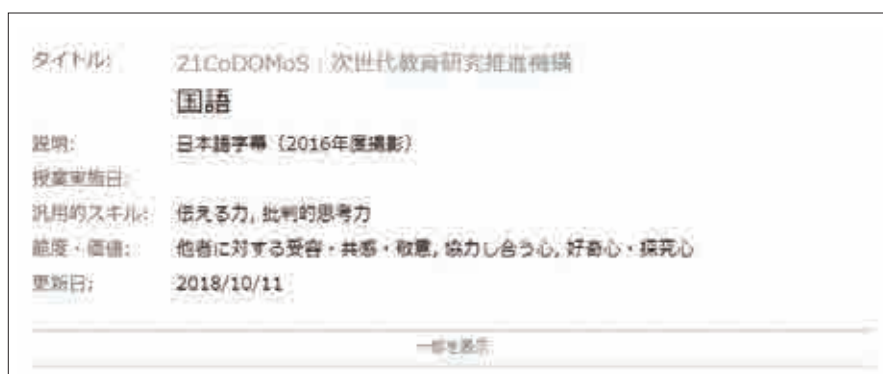 タイトル: 21CoDOMoS：次世代教育研究推進機構
国語
説明: 日本語字幕（2016年度撮影）
授業実施日:
汎用的スキル: 伝える力, 批判的思考力
態度・価値: 他者に対する受容・共感・敬意, 協力し合う心, 好奇心・探究心
更新日: 2018/10/11
一部を表示